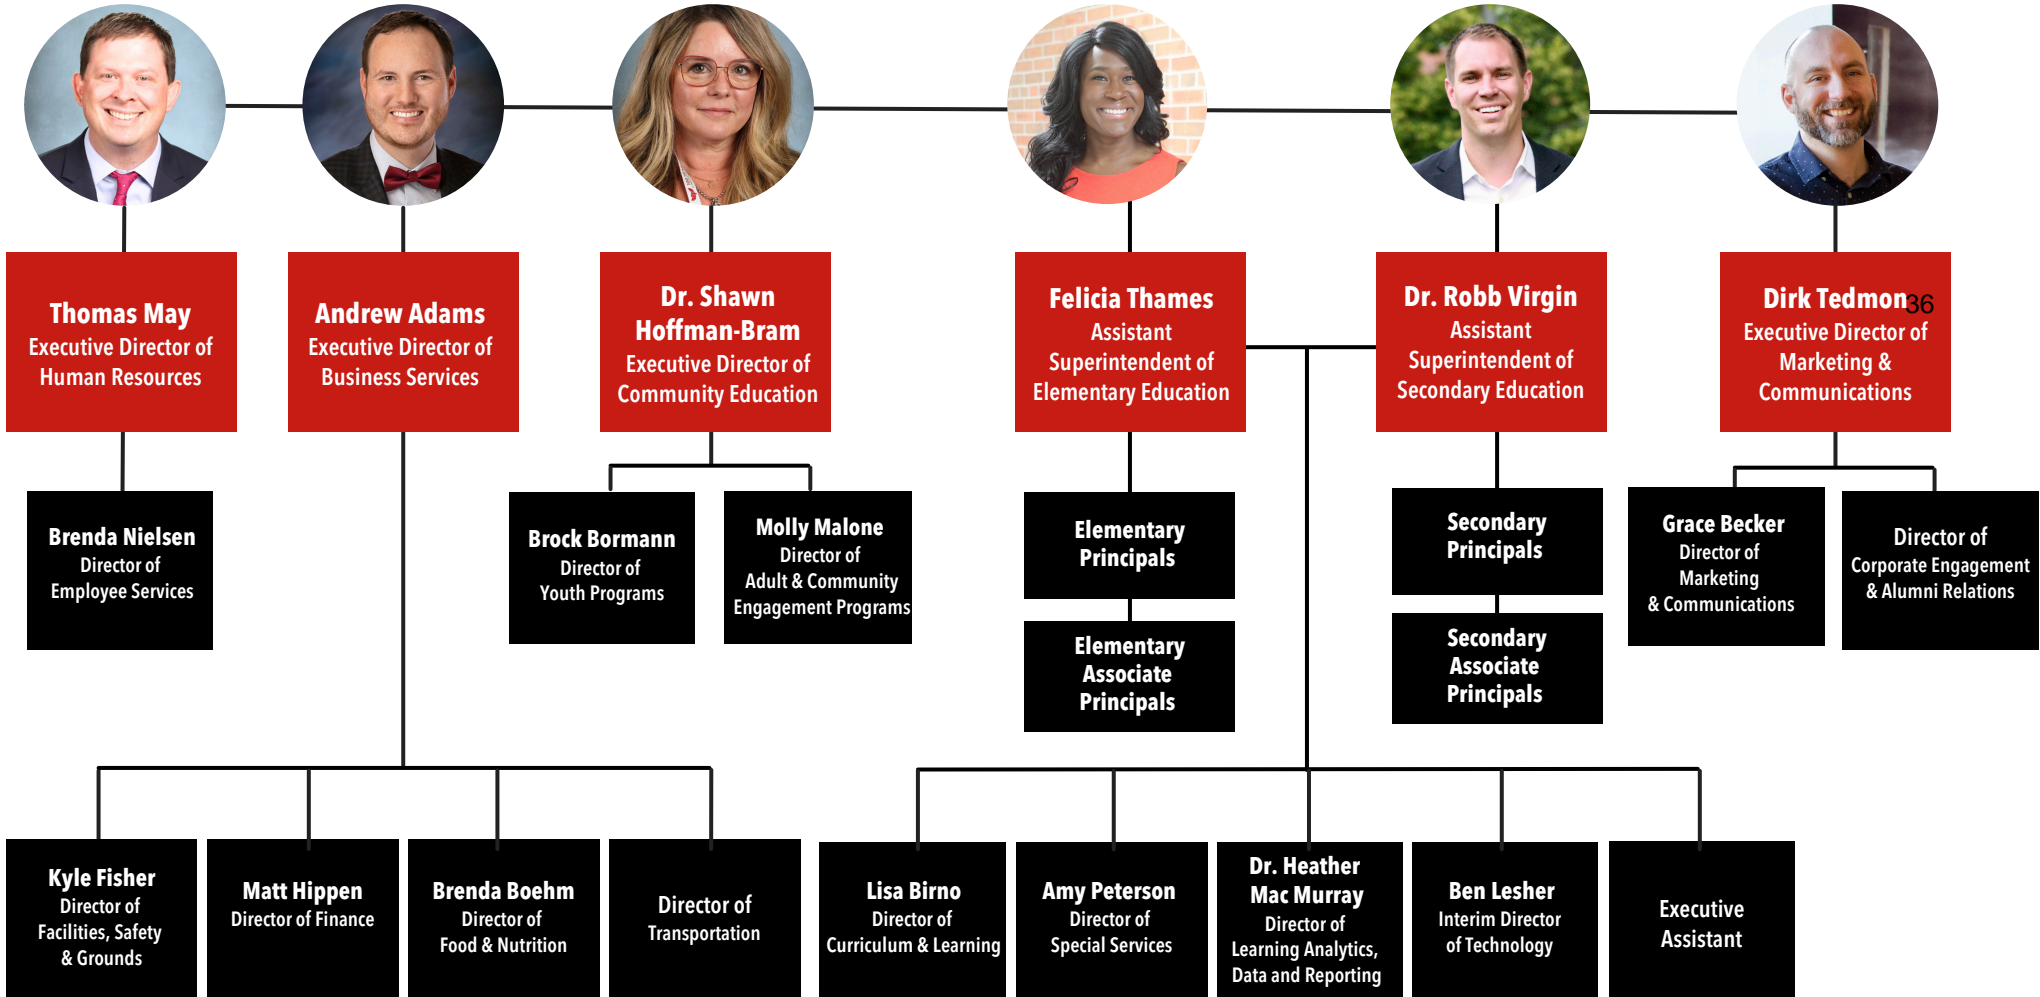 Thomas May
Executive Director of
Human Resources
Andrew Adams
Executive Director of
Business Services
Dr. Shawn
Hoffman-Bram
Executive Director of
Community Education
Felicia Thames
Assistant
Superintendent of
Elementary Education
Dr. Robb Virgin
Assistant
Superintendent of
Secondary Education
Dirk Tedmon
36
Executive Director of
Marketing &
Communications
Brenda Nielsen
Director of
Employee Services
Brock Bormann
Director of
Youth Programs
Molly Malone
Director of
Adult & Community
Engagement Programs
Elementary
Principals
Elementary
Associate
Principals
Secondary
Principals
Secondary
Associate
Principals
Grace Becker
Director of
Marketing
& Communications
Director of
Corporate Engagement
& Alumni Relations
Kyle Fisher
Director of
Facilities, Safety
& Grounds
Matt Hippen
Director of Finance
Brenda Boehm
Director of
Food & Nutrition
Director of
Transportation
Lisa Birno
Director of
Curriculum & Learning
Amy Peterson
Director of
Special Services
Dr. Heather
Mac Murray
Director of
Learning Analytics,
Data and Reporting
Ben Lesher
Interim Director
of Technology
Executive
Assistant